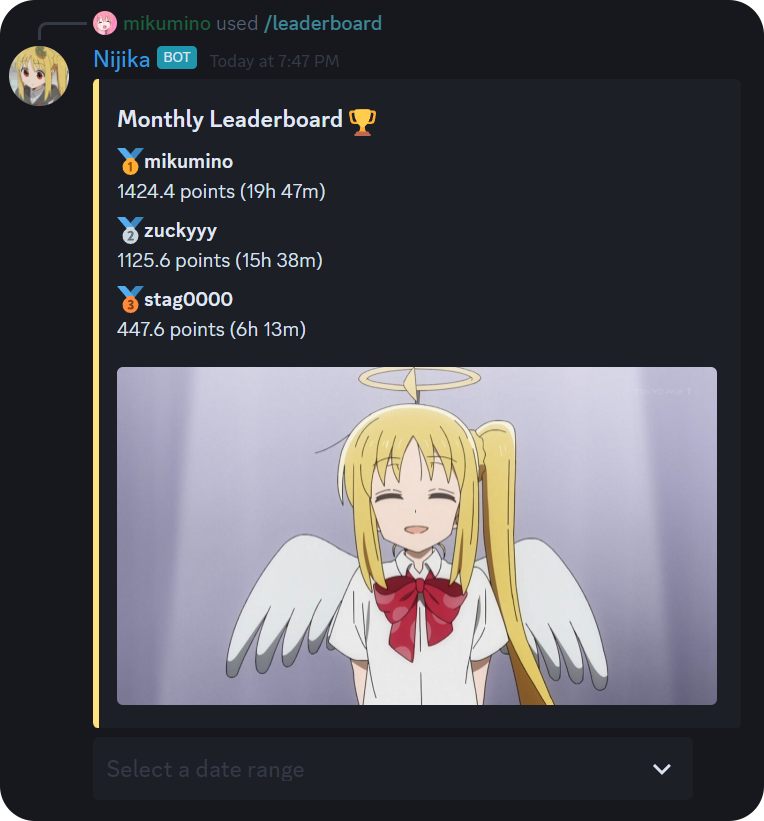 mikumino used /leaderboard
Nijika BOT Today at 7:47 PM
Monthly Leaderboard 🏆
🥇mikumino
1424.4 points (19h 47m)
🥈zuckyyy
1125.6 points (15h 38m)
🥉stag0000
447.6 points (6h 13m)
Select a date range